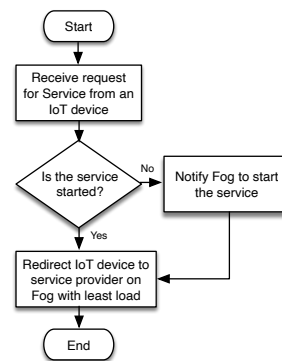 Start
Receive request
for Service from an
IoT device
Is the service
started?
No
Notify Fog to start
the service
Yes
Redirect IoT device to
service provider on
Fog with least load
End